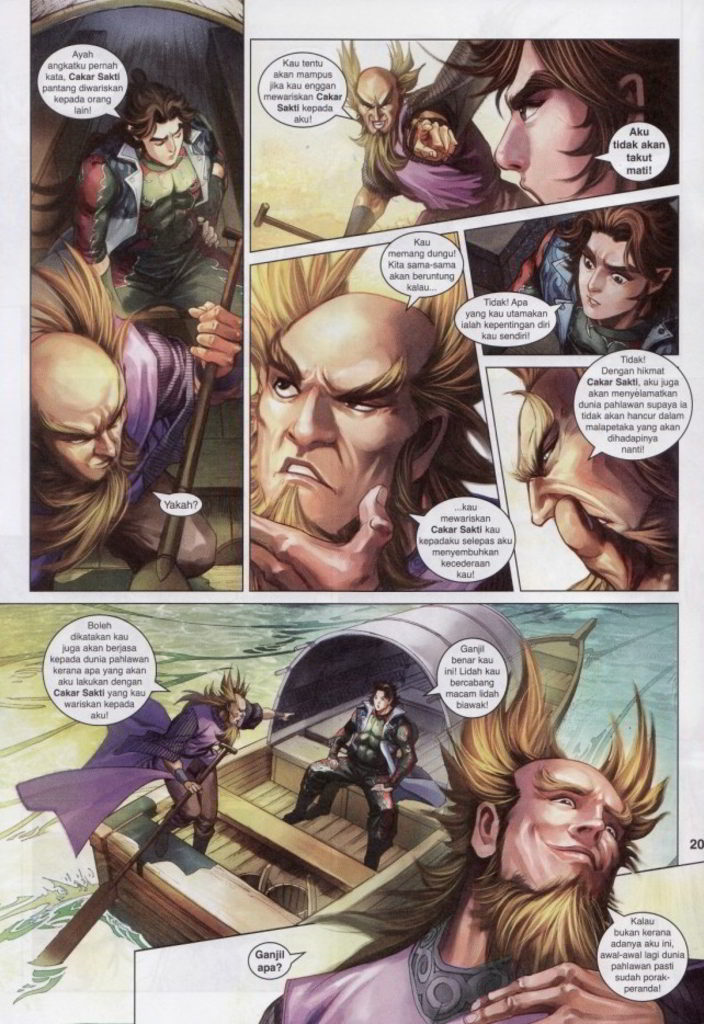 Ayah
angkatku pernah
kata, Cakar Sakti
pantang diwariskan
kepada orang
lain!
Yakah?
Kau tentu
akan mampus
jika kau enggan
mewariskan Cakar
Sakti kepada
aku!
Aku
tidak akan
takut
mati!
Kau
memang dungu!
Kita sama-sama
akan beruntung
kalau...
...kau
mewariskan
Cakar Sakti kau
kepadaku selepas aku
menyembuhkan
kecederaan
kau!
Tidak! Apa
yang kau utamakan
ialah kepentingan diri
kau sendiri!
Tidak!
Dengan hikmat
Cakar Sakti, aku juga
akan menyelamatkan
dunia pahlawan supaya ia
tidak akan hancur dalam
malapetaka yang akan
dihadapinya
nanti!
Boleh
dikatakan kau
juga akan berjasa
kepada dunia pahlawan
kerana apa yang akan
aku lakukan dengan
Cakar Sakti yang kau
wariskan kepada
aku!
Ganjil
benar kau
ini! Lidah kau
bercabang
macam lidah
biawak!
20
Ganjil
apa?
Kalau
bukan kerana
adanya aku ini,
awal-awal lagi dunia
pahlawan pasti
sudah porak-
peranda!